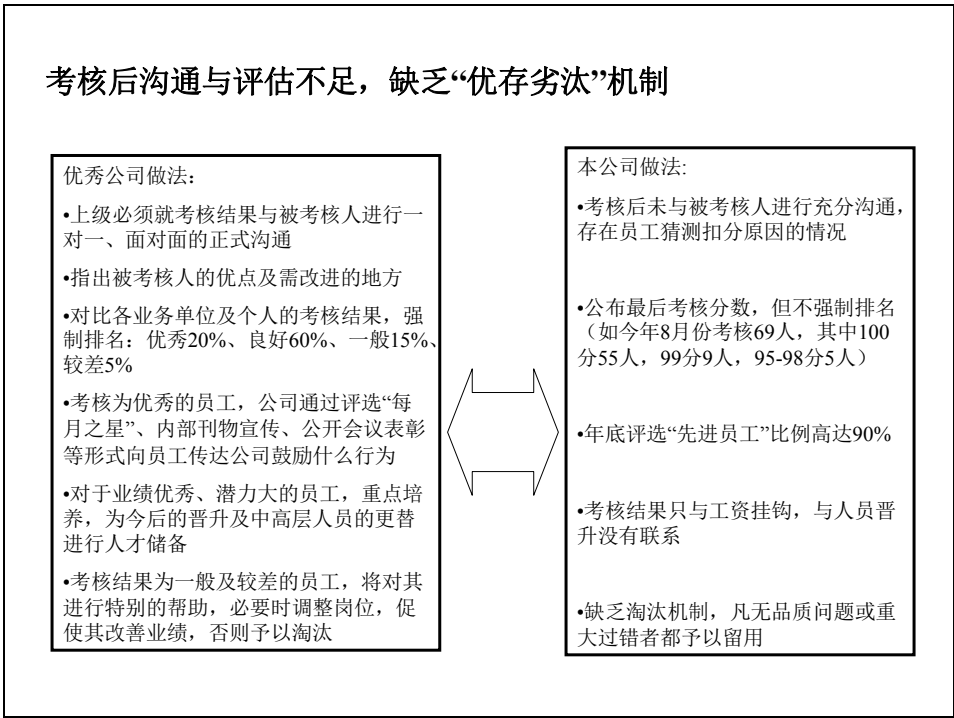 考核后沟通与评估不足，缺乏“优存劣汰”机制
优秀公司做法：
•上级必须就考核结果与被考核人进行一
对一、面对面的正式沟通
•指出被考核人的优点及需改进的地方
•对比各业务单位及个人的考核结果，强
制排名：优秀20%、良好60%、一般15%、
较差5%
•考核为优秀的员工，公司通过评选“每
月之星”、内部刊物宣传、公开会议表彰
等形式向员工传达公司鼓励什么行为
•对于业绩优秀、潜力大的员工，重点培
养，为今后的晋升及中高层人员的更替
进行人才储备
•考核结果为一般及较差的员工，将对其
进行特别的帮助，必要时调整岗位，促
使其改善业绩，否则予以淘汰
本公司做法:
•考核后未与被考核人进行充分沟通，
存在员工猜测扣分原因的情况
•公布最后考核分数，但不强制排名
（如今年8月份考核69人，其中100
分55人，99分9人，95-98分5人）
•年底评选“先进员工”比例高达90%
•考核结果只与工资挂钩，与人员晋
升没有联系
•缺乏淘汰机制，凡无品质问题或重
大过错者都予以留用